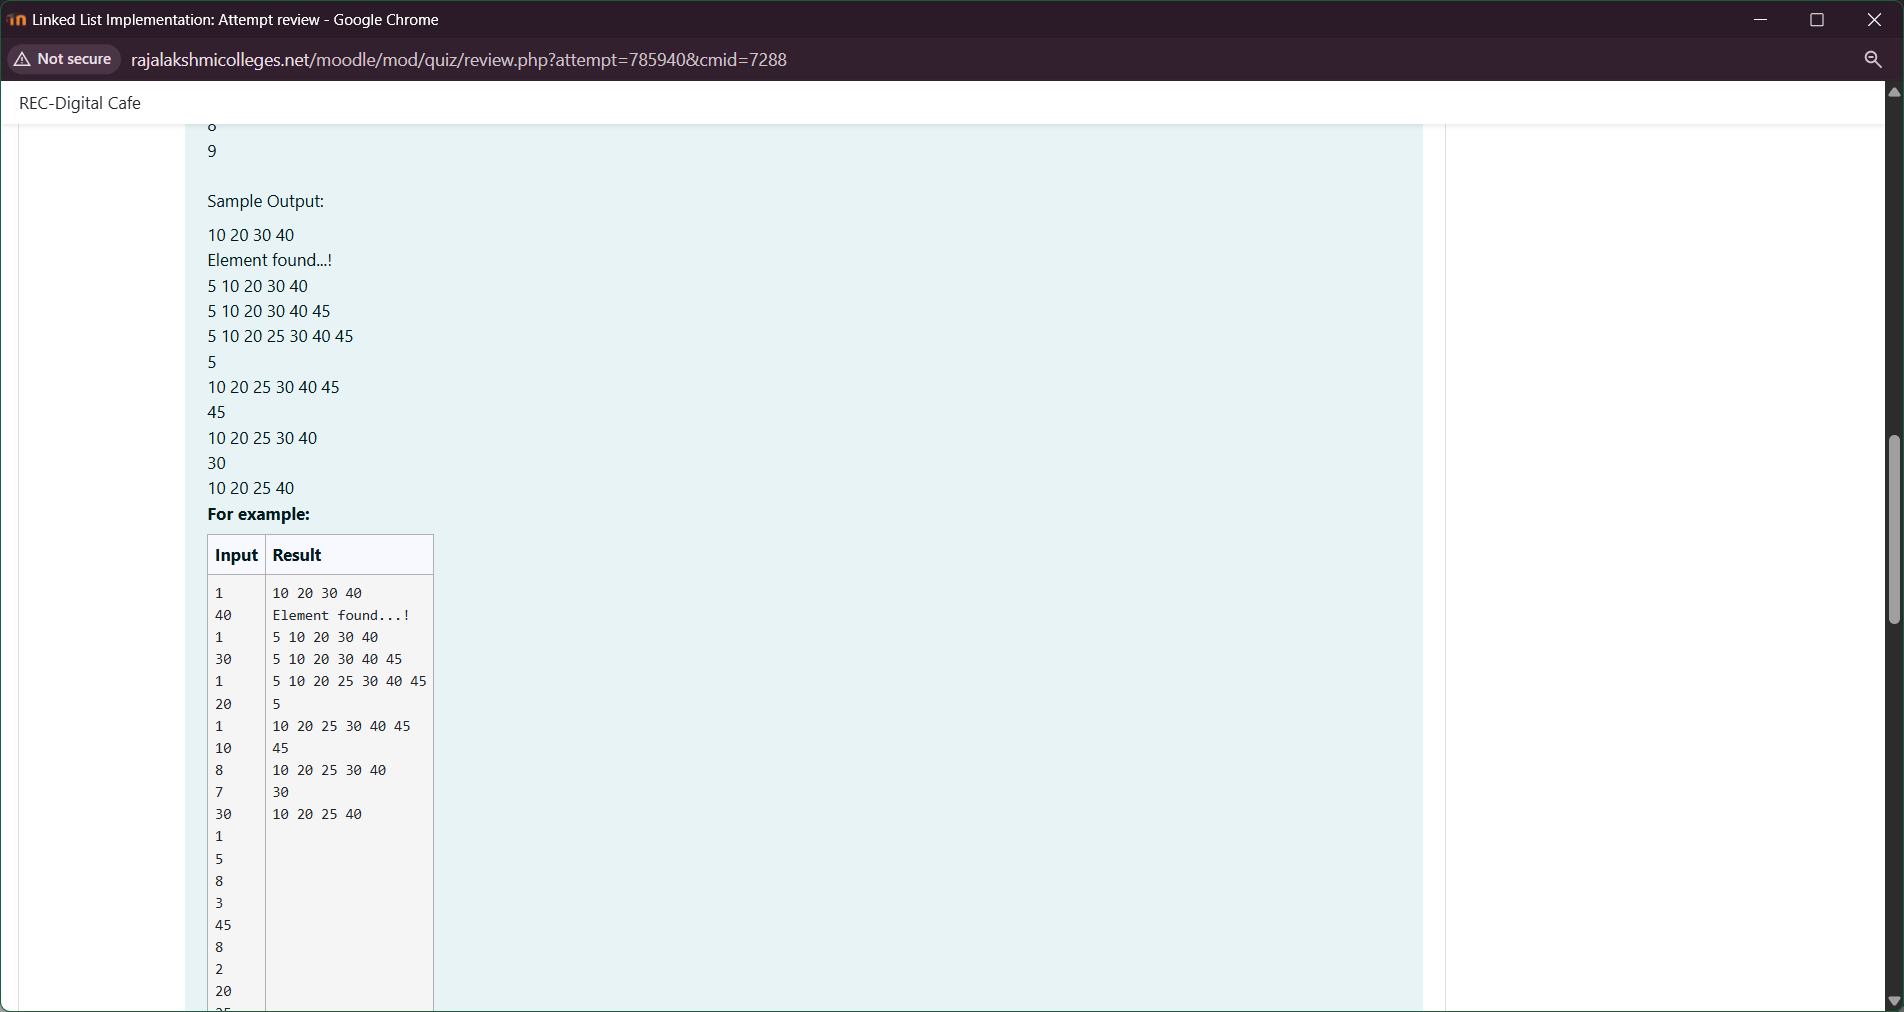 Linked List Implementation: Attempt review - Google Chrome
Not secure rajalakshmicolleges.net/moodle/mod/quiz/review.php?attempt=785940&cmid=7288
REC-Digital Cafe
9
Sample Output:
10 20 30 40
Element found...!
5 10 20 30 40
5 10 20 30 40 45
5 10 20 25 30 40 45
5
10 20 25 30 40 45
45
10 20 25 30 40
30
10 20 25 40
For example:
Input Result
1 10 20 30 40
40 Element found...!
1 5 10 20 30 40
30 5 10 20 30 40 45
1 5 10 20 25 30 40 45
20 5
1 10 20 25 30 40 45
10 45
8 10 20 25 30 40
7 30
30 10 20 25 40
1
5
8
3
45
8
2
20